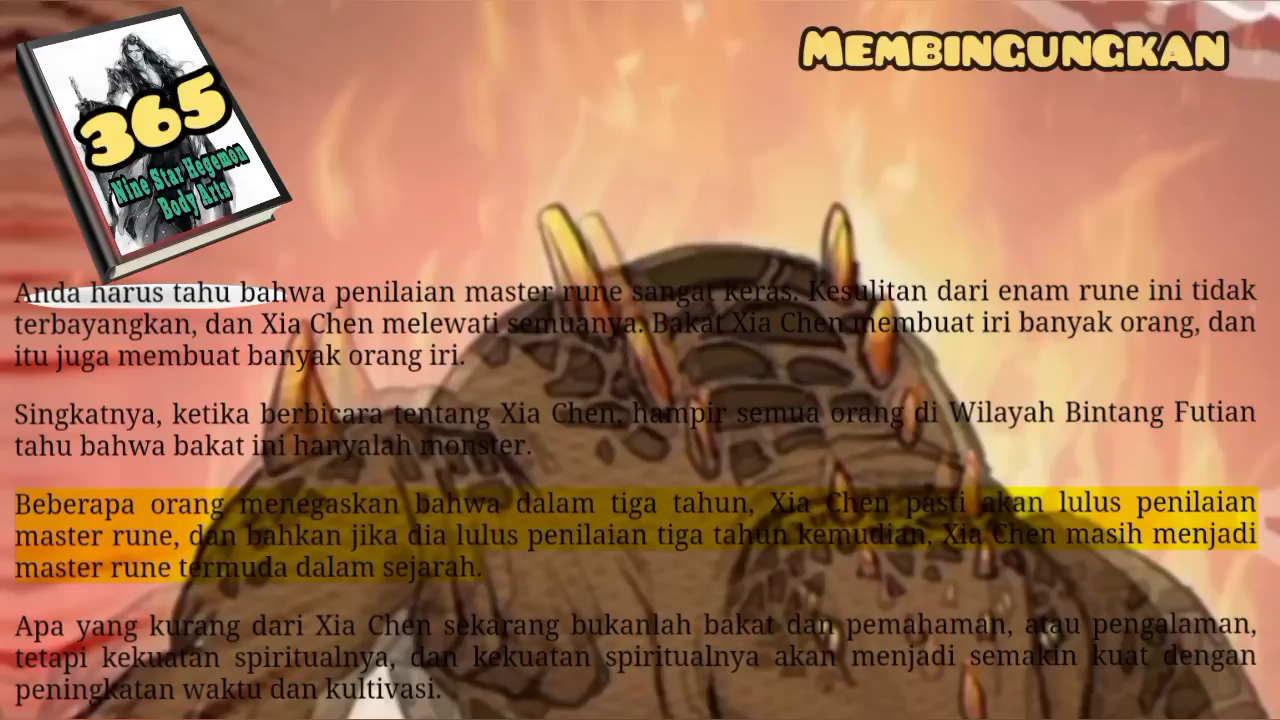 MEMBINGUNGKAN
365
Nine Star Hegemon
Body Arts
Anda harus tahu bahwa penilaian master rune sangat keras. Kesulitan dari enam rune ini tidak
terbayangkan, dan Xia Chen melewati semuanya. Bakat Xia Chen membuat iri banyak orang, dan
itu juga membuat banyak orang iri.
Singkatnya, ketika berbicara tentang Xia Chen, hampir semua orang di Wilayah Bintang Futian
tahu bahwa bakat ini hanyalah monster.
Beberapa orang menegaskan bahwa dalam tiga tahun, Xia Chen pasti akan lulus penilaian
master rune, dan bahkan jika dia lulus penilaian tiga tahun kemudian, Xia Chen masih menjadi
master rune termuda dalam sejarah.
Apa yang kurang dari Xia Chen sekarang bukanlah bakat dan pemahaman, atau pengalaman,
tetapi kekuatan spiritualnya, dan kekuatan spiritualnya akan menjadi semakin kuat dengan
peningkatan waktu dan kultivasi.